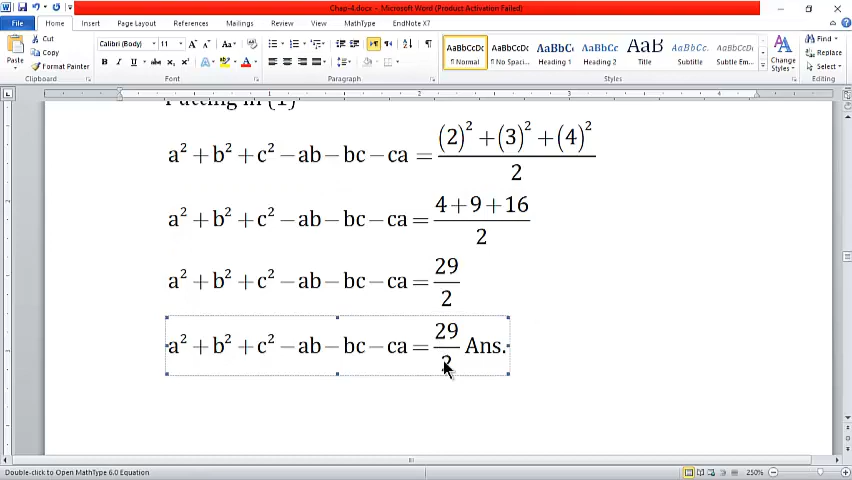 Chap-4.docx - Microsoft Word (Product Activation Failed)
File Home Insert Page Layout References Mailings Review View MathType EndNote X7
Paste Cut Copy Format Painter Clipboard
Calibri (Body) 11 Font
Paragraph
AaBbCcDc Normal AaBbCcDc No Spaci... AaBbCc Heading 1 AaBbCc Heading 2 AaB Title AaBbCc Subtitle AaBbCcDc Subtle Em... Change Styles Styles
Find Replace Select Editing
Putting in (1)
a² + b² + c² − ab − bc − ca = ((2)² + (3)² + (4)²)/2
a² + b² + c² − ab − bc − ca = (4 + 9 + 16)/2
a² + b² + c² − ab − bc − ca = 29/2
a² + b² + c² − ab − bc − ca = 29/2 Ans.
Double-click to Open MathType 6.0 Equation 250%